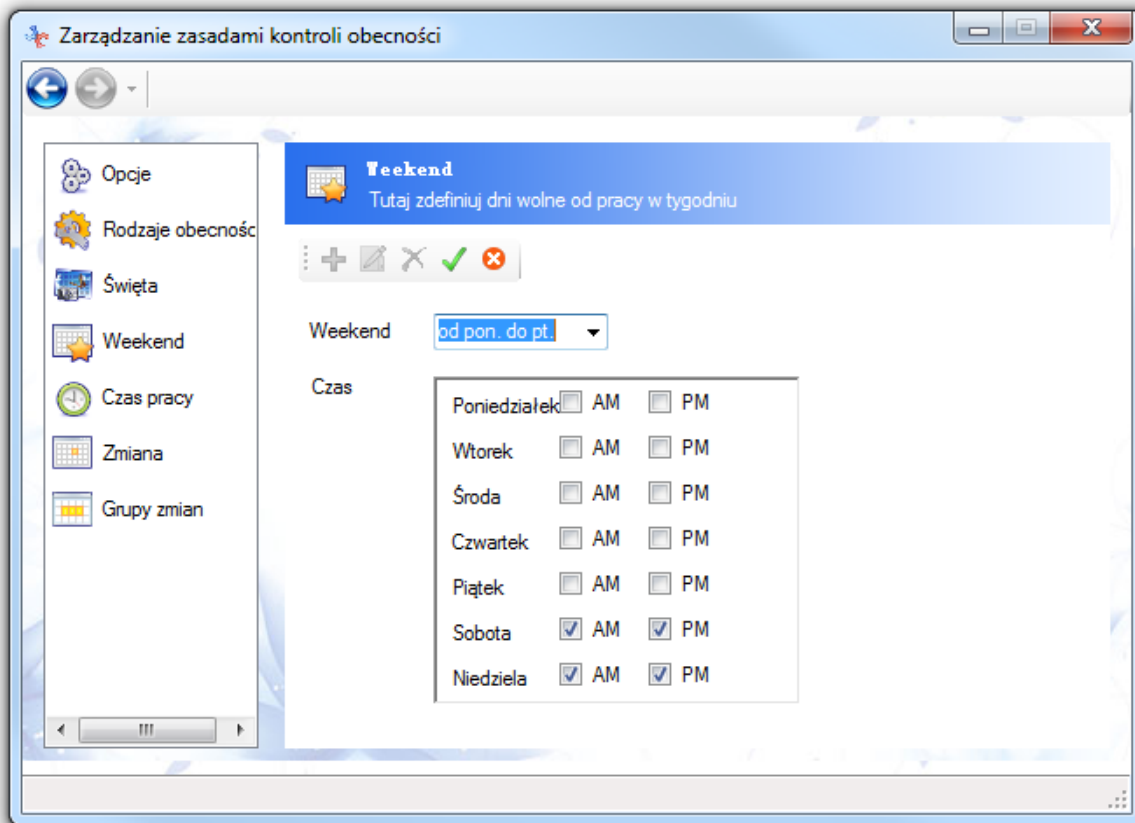 Zarządzanie zasadami kontroli obecności
Opcje
Rodzaje obecnośc
Święta
Weekend
Czas pracy
Zmiana
Grupy zmian
Weekend
Tutaj zdefiniuj dni wolne od pracy w tygodniu
Weekend od pon. do pt.
Czas
Poniedziałek AM PM
Wtorek AM PM
Środa AM PM
Czwartek AM PM
Piątek AM PM
Sobota AM PM
Niedziela AM PM